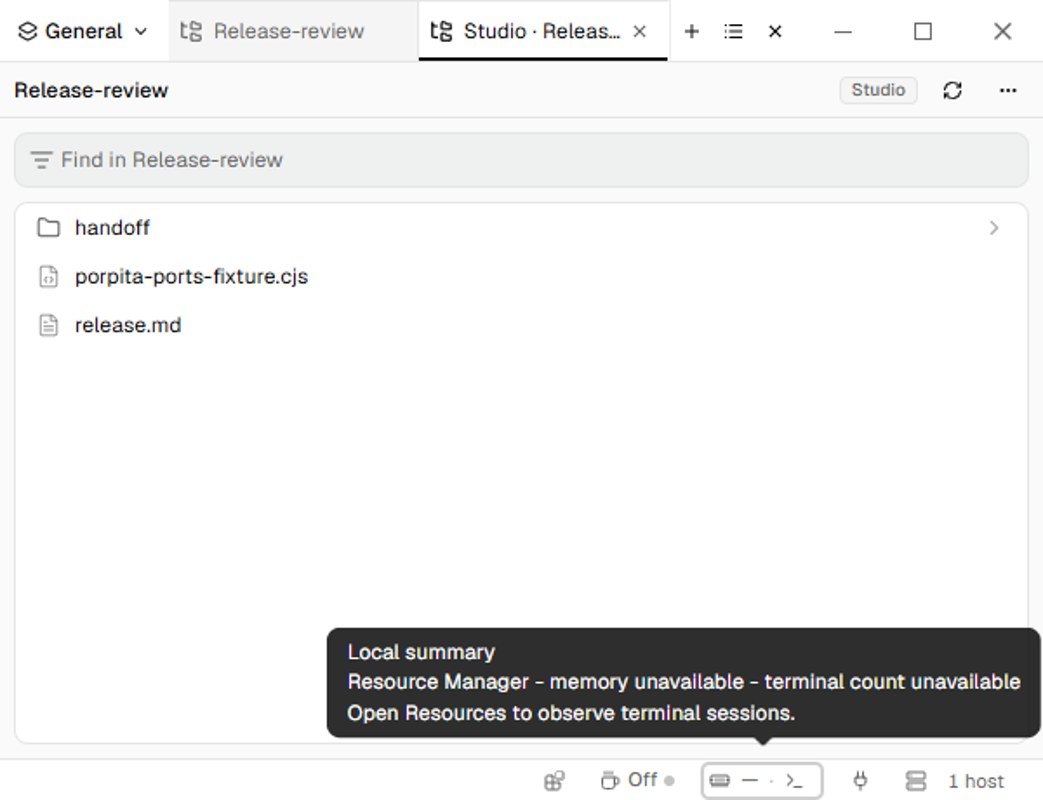 General
Release-review
Studio · Releas...
Release-review
Studio
Find in Release-review
handoff
porpita-ports-fixture.cjs
release.md
Local summary
Resource Manager - memory unavailable - terminal count unavailable
Open Resources to observe terminal sessions.
Off
1 host